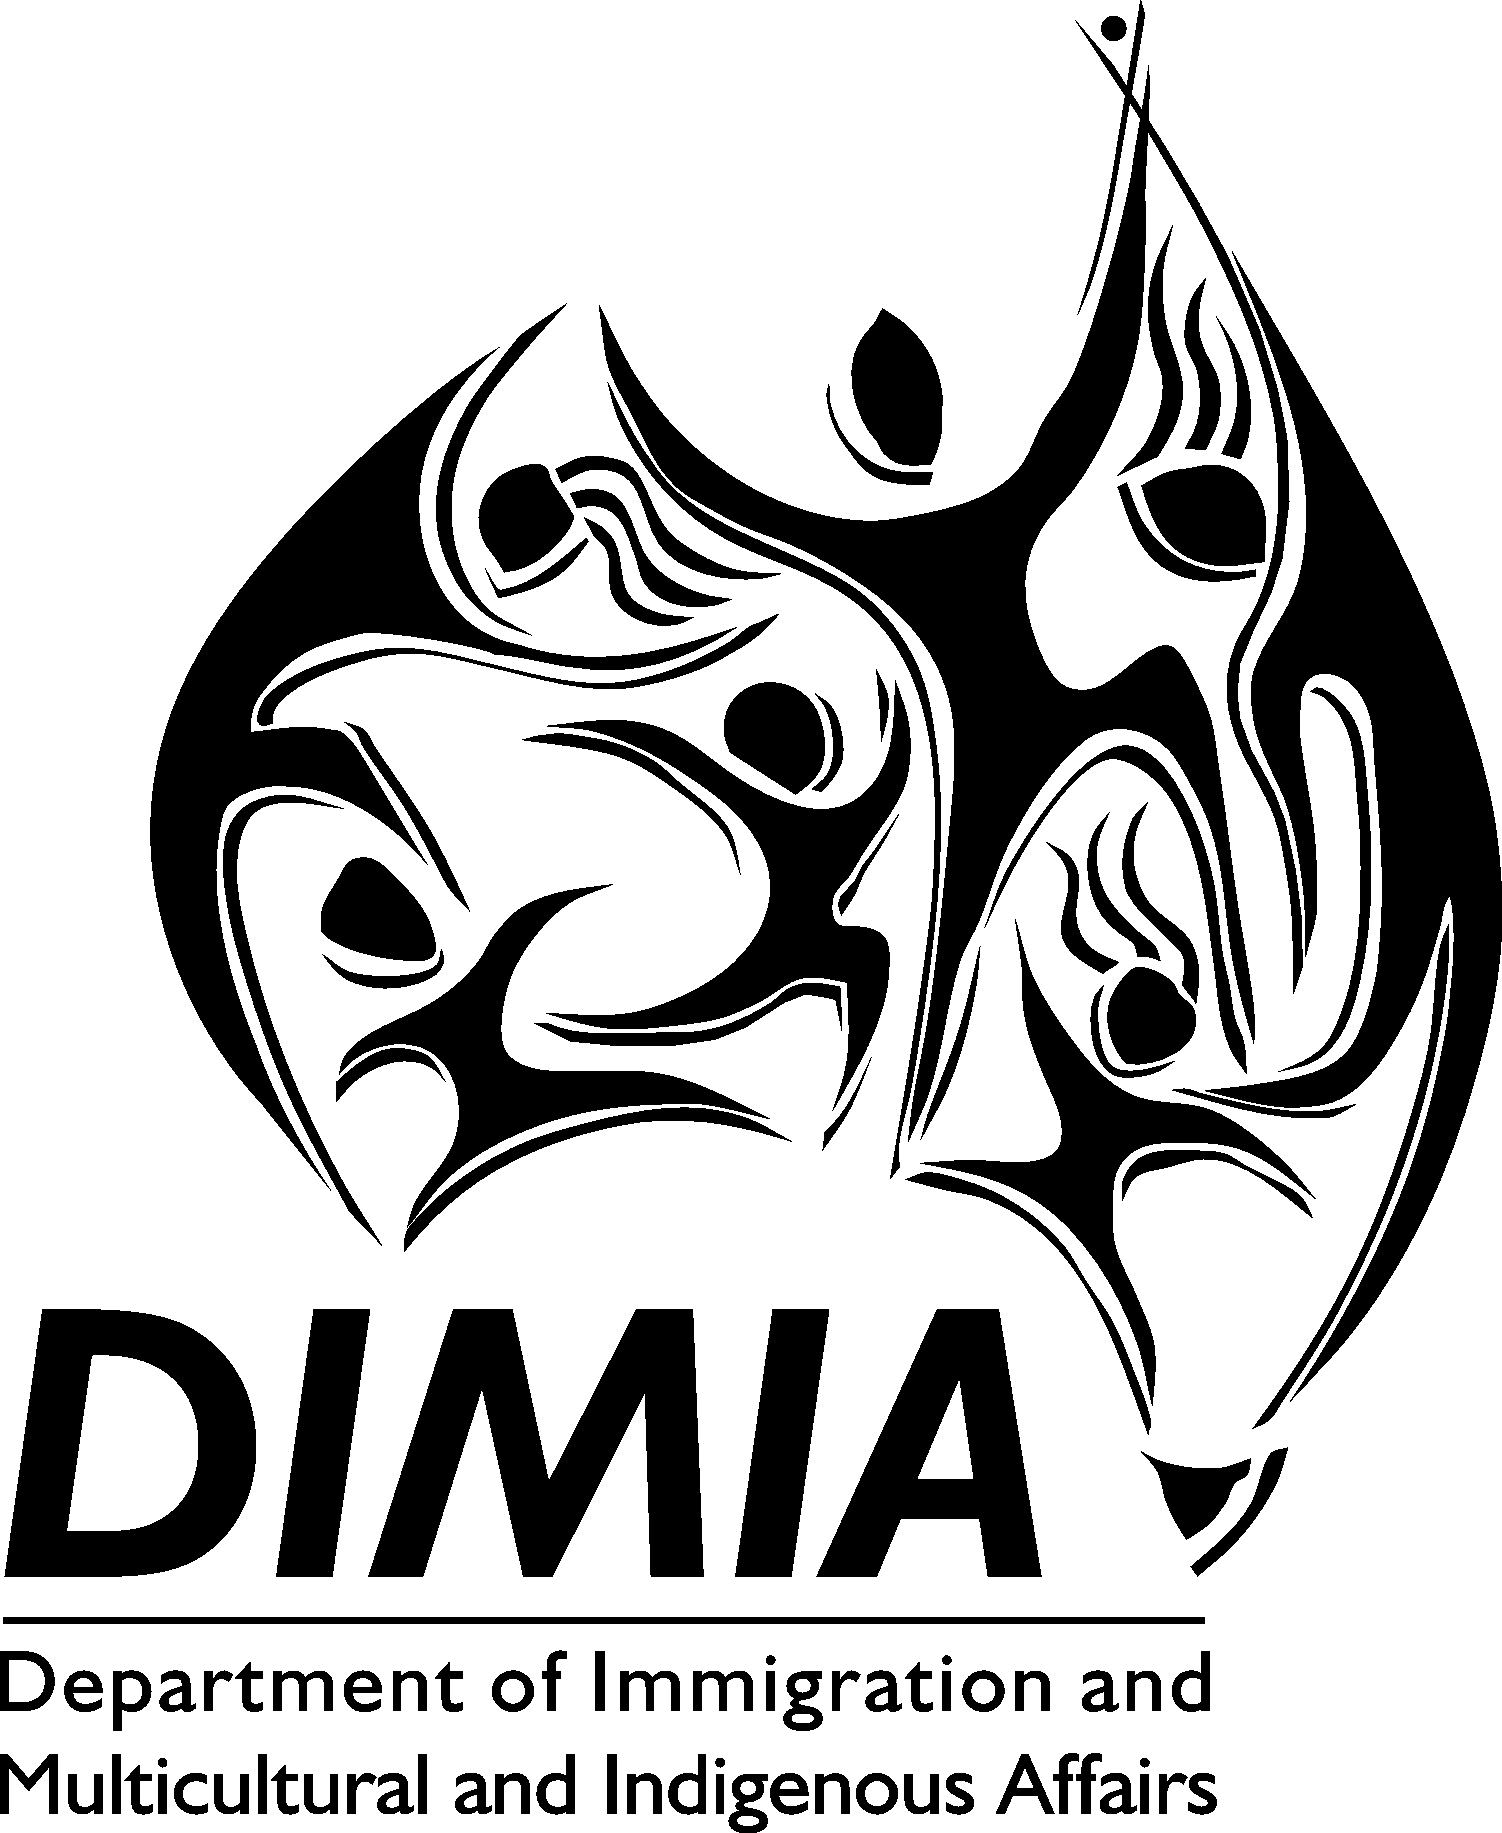 DIMIA
Department of Immigration and
Multicultural and Indigenous Affairs